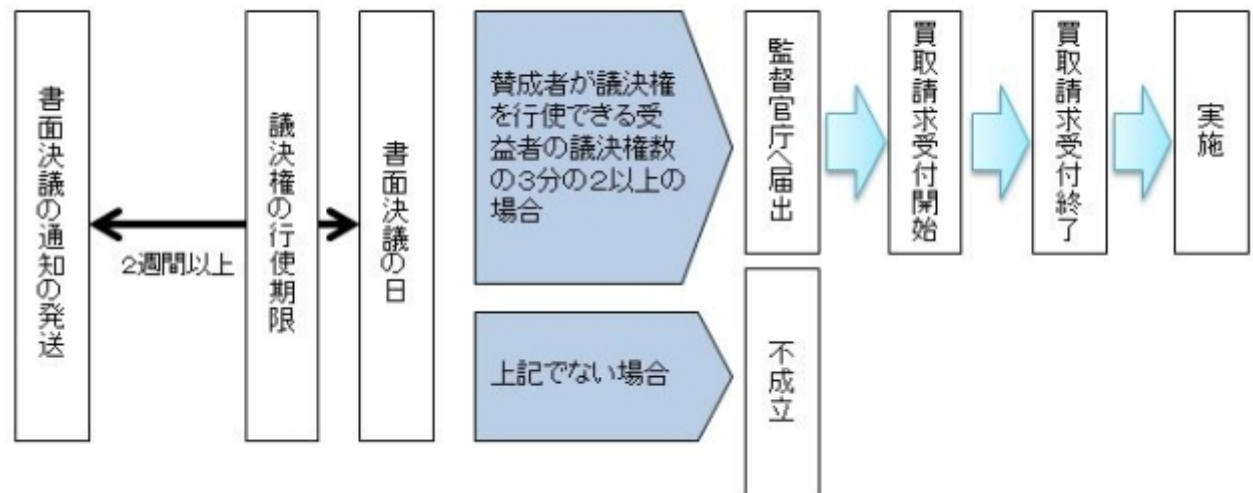 書面決議の通知の発送
2週間以上
議決権の行使期限
書面決議の日
賛成者が議決権
を行使できる受
益者の議決権数
の3分の2以上の
場合
監督官庁へ届出
買取請求受付開始
買取請求受付終了
実施
上記でない場合
不成立